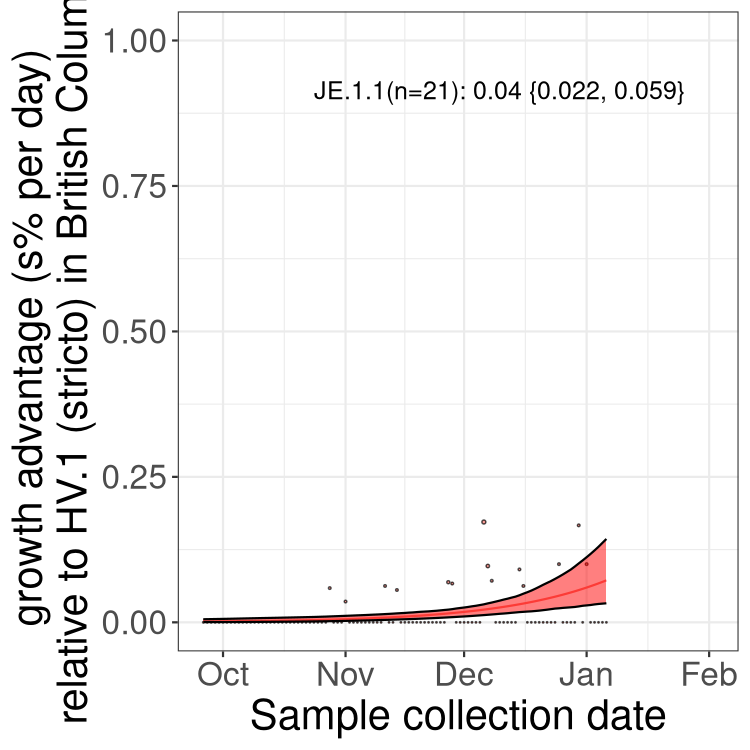 growth advantage (s% per day)
relative to HV.1 (stricto) in British Colum
1.00
0.75
0.50
0.25
0.00
JE.1.1(n=21): 0.04 {0.022, 0.059}
Oct Nov Dec Jan Feb
Sample collection date